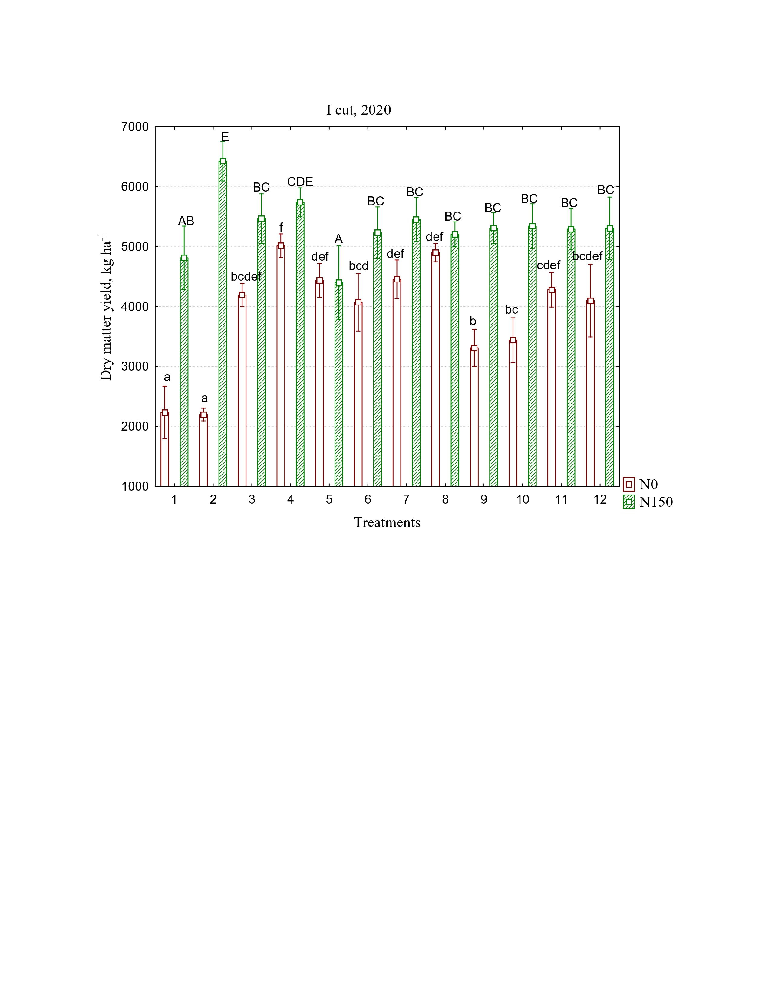 I cut, 2020
7000
6000
5000
4000
3000
2000
1000
Dry matter yield, kg ha-1
a
AB
a
E
bcdef
BC
f
CDE
def
A
bcd
BC
def
BC
def
BC
b
BC
bc
BC
cdef
BC
bcdef
BC
1 2 3 4 5 6 7 8 9 10 11 12
Treatments
N0
N150